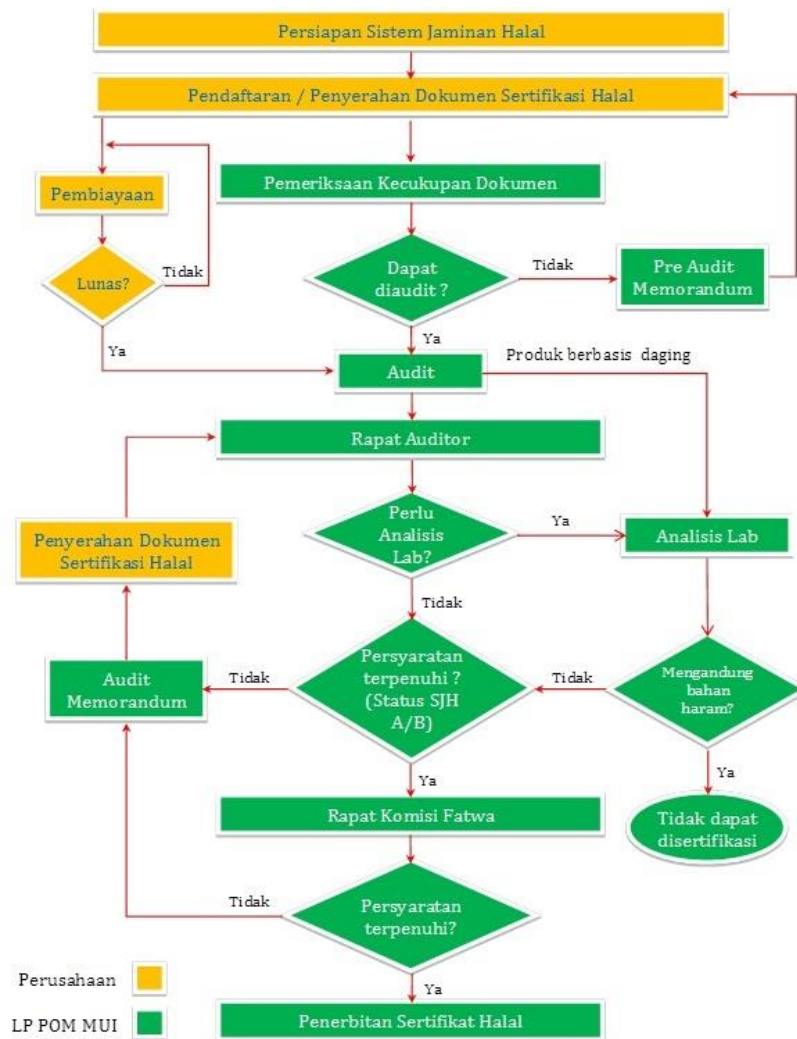 Persiapan Sistem Jaminan Halal
Pendaftaran / Penyerahan Dokumen Sertifikasi Halal
Pembiayaan
Pemeriksaan Kecukupan Dokumen
Lunas?
Tidak
Dapat
diaudit ?
Tidak
Pre Audit
Memorandum
Ya
Ya
Produk berbasis daging
Audit
Rapat Auditor
Penyerahan Dokumen
Sertifikasi Halal
Perlu
Analisis
Lab?
Ya
Analisis Lab
Tidak
Audit
Memorandum
Tidak
Persyaratan
terpenuhi ?
(Status SJH
A/B)
Tidak
Mengandung
bahan
haram?
Ya
Ya
Rapat Komisi Fatwa
Tidak dapat
disertifikasi
Tidak
Persyaratan
terpenuhi?
Perusahaan
Ya
LP POM MUI
Penerbitan Sertifikat Halal